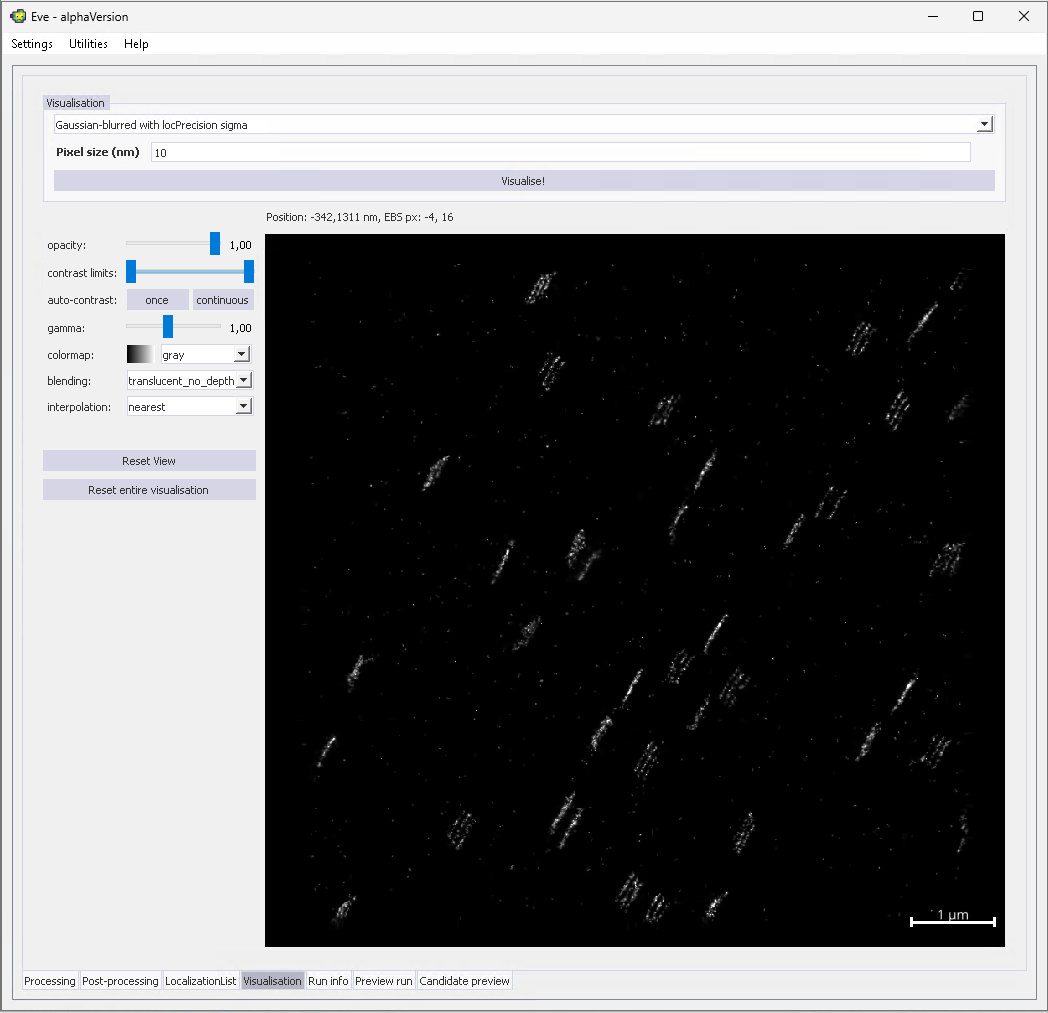 Eve - alphaVersion
Settings Utilities Help
Visualisation
Gaussian-blurred with locPrecision sigma
Pixel size (nm) 10
Visualise!
Position: -342,1311 nm, EBS px: -4, 16
opacity: 1,00
contrast limits:
auto-contrast: once continuous
gamma: 1,00
colormap: gray
blending: translucent_no_depth
interpolation: nearest
Reset View
Reset entire visualisation
1 μm
Processing Post-processing LocalizationList Visualisation Run info Preview run Candidate preview